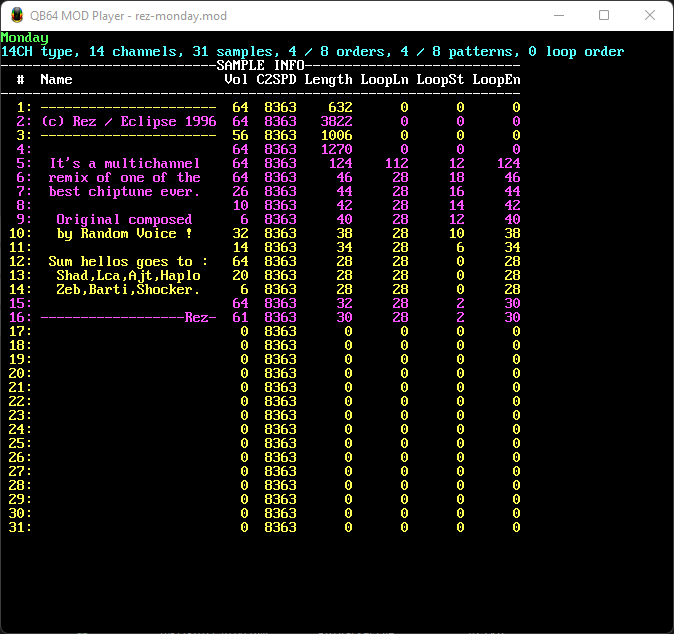 QB64 MOD Player - rez-monday.mod
Monday
14CH type, 14 channels, 31 samples, 4 / 8 orders, 4 / 8 patterns, 0 loop order
---------------------------SAMPLE INFO---------------------------
# Name Vol C2SPD Length LoopLn LoopSt LoopEn
-----------------------------------------------------------------
1: ---------------------- 64 8363 632 0 0 0
2: (c) Rez / Eclipse 1996 64 8363 3822 0 0 0
3: ---------------------- 56 8363 1006 0 0 0
4: 64 8363 1270 0 0 0
5: It's a multichannel 64 8363 124 112 12 124
6: remix of one of the 64 8363 46 28 18 46
7: best chiptune ever. 26 8363 44 28 16 44
8: 10 8363 42 28 14 42
9: Original composed 6 8363 40 28 12 40
10: by Random Voice ! 32 8363 38 28 10 38
11: 14 8363 34 28 6 34
12: Sum hellos goes to : 64 8363 28 28 0 28
13: Shad,Lca,Ajt,Haplo 20 8363 28 28 0 28
14: Zeb,Barti,Shocker. 6 8363 28 28 0 28
15: 64 8363 32 28 2 30
16: ------------------Rez- 61 8363 30 28 2 30
17: 0 8363 0 0 0 0
18: 0 8363 0 0 0 0
19: 0 8363 0 0 0 0
20: 0 8363 0 0 0 0
21: 0 8363 0 0 0 0
22: 0 8363 0 0 0 0
23: 0 8363 0 0 0 0
24: 0 8363 0 0 0 0
25: 0 8363 0 0 0 0
26: 0 8363 0 0 0 0
27: 0 8363 0 0 0 0
28: 0 8363 0 0 0 0
29: 0 8363 0 0 0 0
30: 0 8363 0 0 0 0
31: 0 8363 0 0 0 0